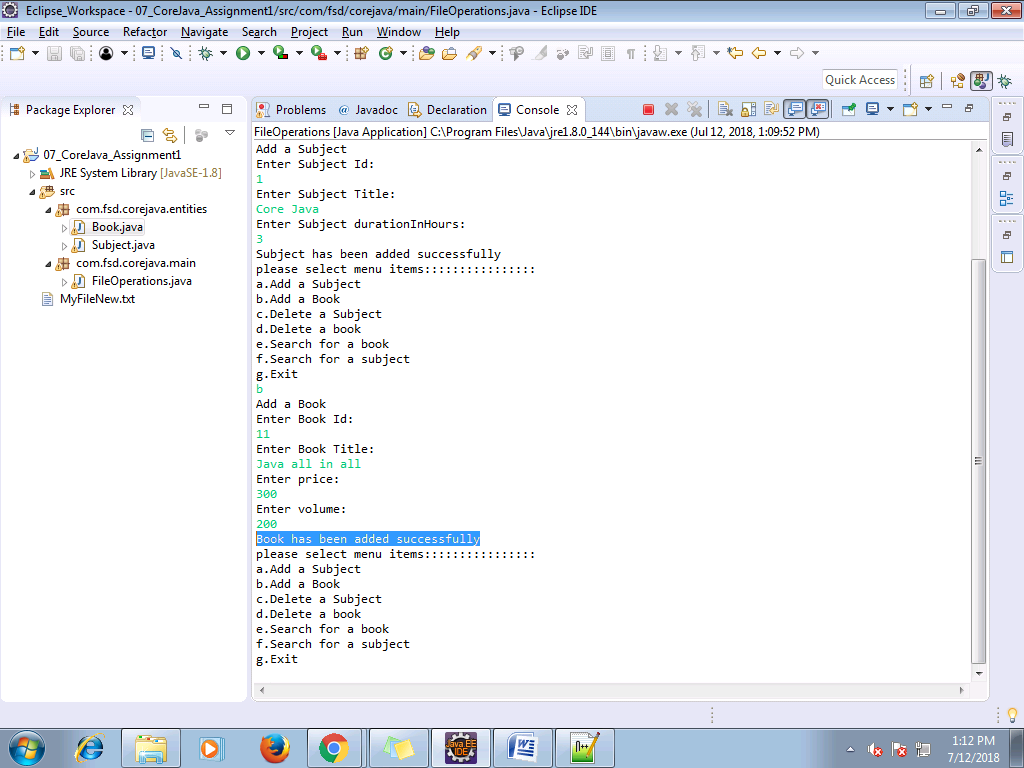 Eclipse_Workspace - 07_CoreJava_Assignment1/src/com/fsd/corejava/main/FileOperations.java - Eclipse IDE
File Edit Source Refactor Navigate Search Project Run Window Help
Quick Access
Package Explorer
07_CoreJava_Assignment1
JRE System Library [JavaSE-1.8]
src
com.fsd.corejava.entities
Book.java
Subject.java
com.fsd.corejava.main
FileOperations.java
MyFileNew.txt
Problems @ Javadoc Declaration Console
FileOperations [Java Application] C:\Program Files\Java\jre1.8.0_144\bin\javaw.exe (Jul 12, 2018, 1:09:52 PM)
Add a Subject
Enter Subject Id:
1
Enter Subject Title:
Core Java
Enter Subject durationInHours:
3
Subject has been added successfully
please select menu items::::::::::::::::
a.Add a Subject
b.Add a Book
c.Delete a Subject
d.Delete a book
e.Search for a book
f.Search for a subject
g.Exit
b
Add a Book
Enter Book Id:
11
Enter Book Title:
Java all in all
Enter price:
300
Enter volume:
200
Book has been added successfully
please select menu items::::::::::::::::
a.Add a Subject
b.Add a Book
c.Delete a Subject
d.Delete a book
e.Search for a book
f.Search for a subject
g.Exit
Java EE
IDE
1:12 PM
7/12/2018